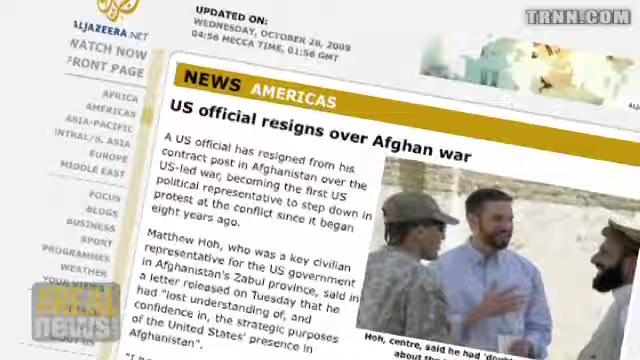 TRNN.COM
UPDATED ON:
WEDNESDAY, OCTOBER 28, 2009
04:56 MECCA TIME, 01:56 GMT
ALJAZEERA.NET
WATCH NOW
FRONT PAGE
AFRICA
AMERICAS
ASIA-PACIFIC
CENTRAL/S. ASIA
EUROPE
MIDDLE EAST
FOCUS
BLOGS
BUSINESS
SPORT
PROGRAMMES
WEATHER
YOUR VIEWS
NEWS AMERICAS
US official resigns over Afghan war
A US official has resigned from his
contract post in Afghanistan over the
US-led war, becoming the first US
political representative to step down in
protest at the conflict since it began
eight years ago.
Matthew Hoh, who was a key civilian
representative for the US government
in Afghanistan's Zabul province, said in
a letter released on Tuesday that he
had "lost understanding of, and
confidence in, the strategic purposes
of the United States' presence in
Afghanistan".
Hoh, centre, said he had
about the
THE REAL
news